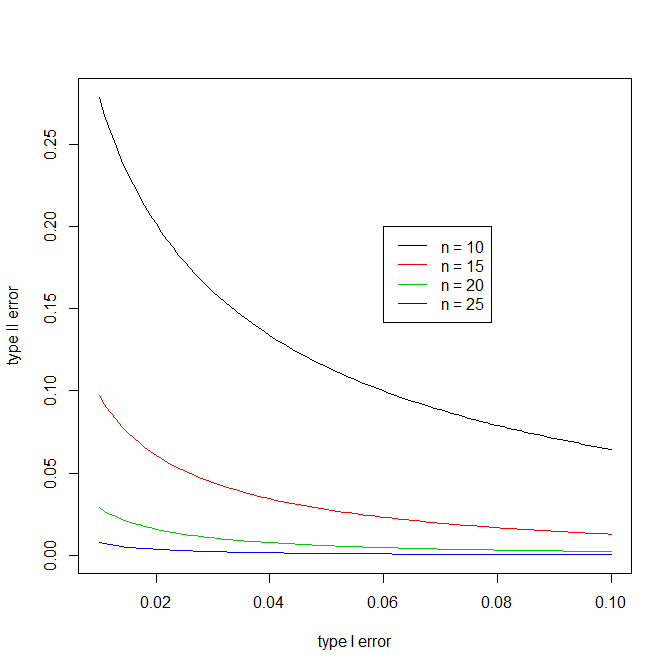 type II error
0.25
0.20
0.15
0.10
0.05
0.00
n = 10
n = 15
n = 20
n = 25
0.02 0.04 0.06 0.08 0.10
type I error